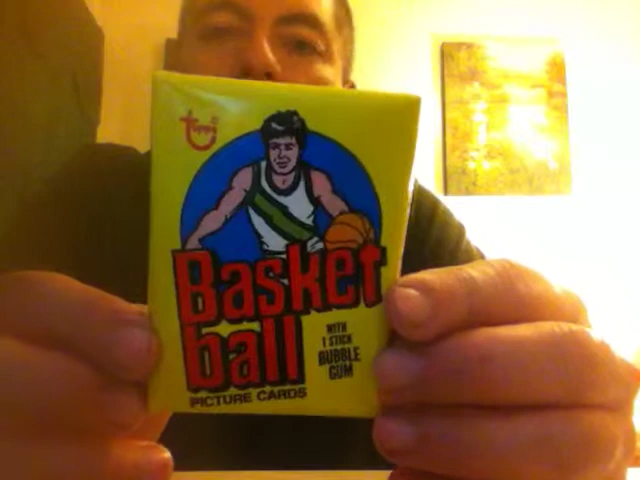 Topps
Basket
ball
WITH
1 STICK
BUBBLE
GUM
PICTURE CARDS